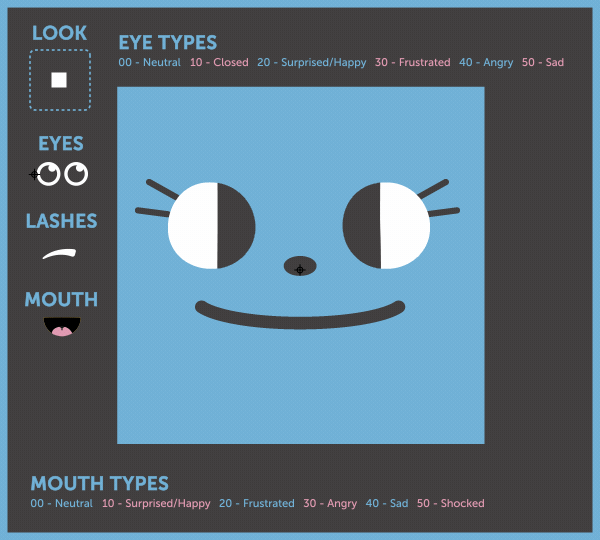 LOOK
EYE TYPES
00 - Neutral 10 - Closed 20 - Surprised/Happy 30 - Frustrated 40 - Angry 50 - Sad
EYES
LASHES
MOUTH
MOUTH TYPES
00 - Neutral 10 - Surprised/Happy 20 - Frustrated 30 - Angry 40 - Sad 50 - Shocked